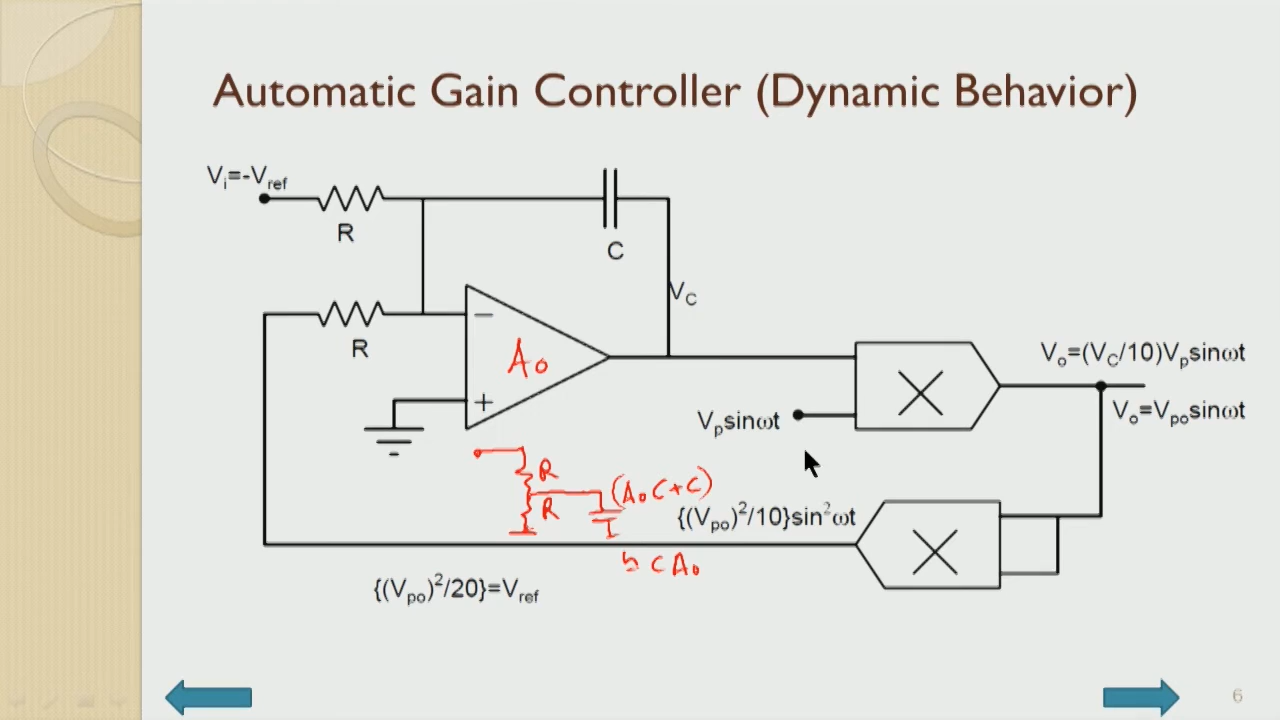 Automatic Gain Controller (Dynamic Behavior)
Vi=-Vref
R
C
VC
R
−
A0
+
Vo=(VC/10)Vpsinωt
Vpsinωt
Vo=Vposinωt
R
(A0C+C)
R
{(Vpo)²/10}sin²ωt
CA0
{(Vpo)²/20}=Vref
6